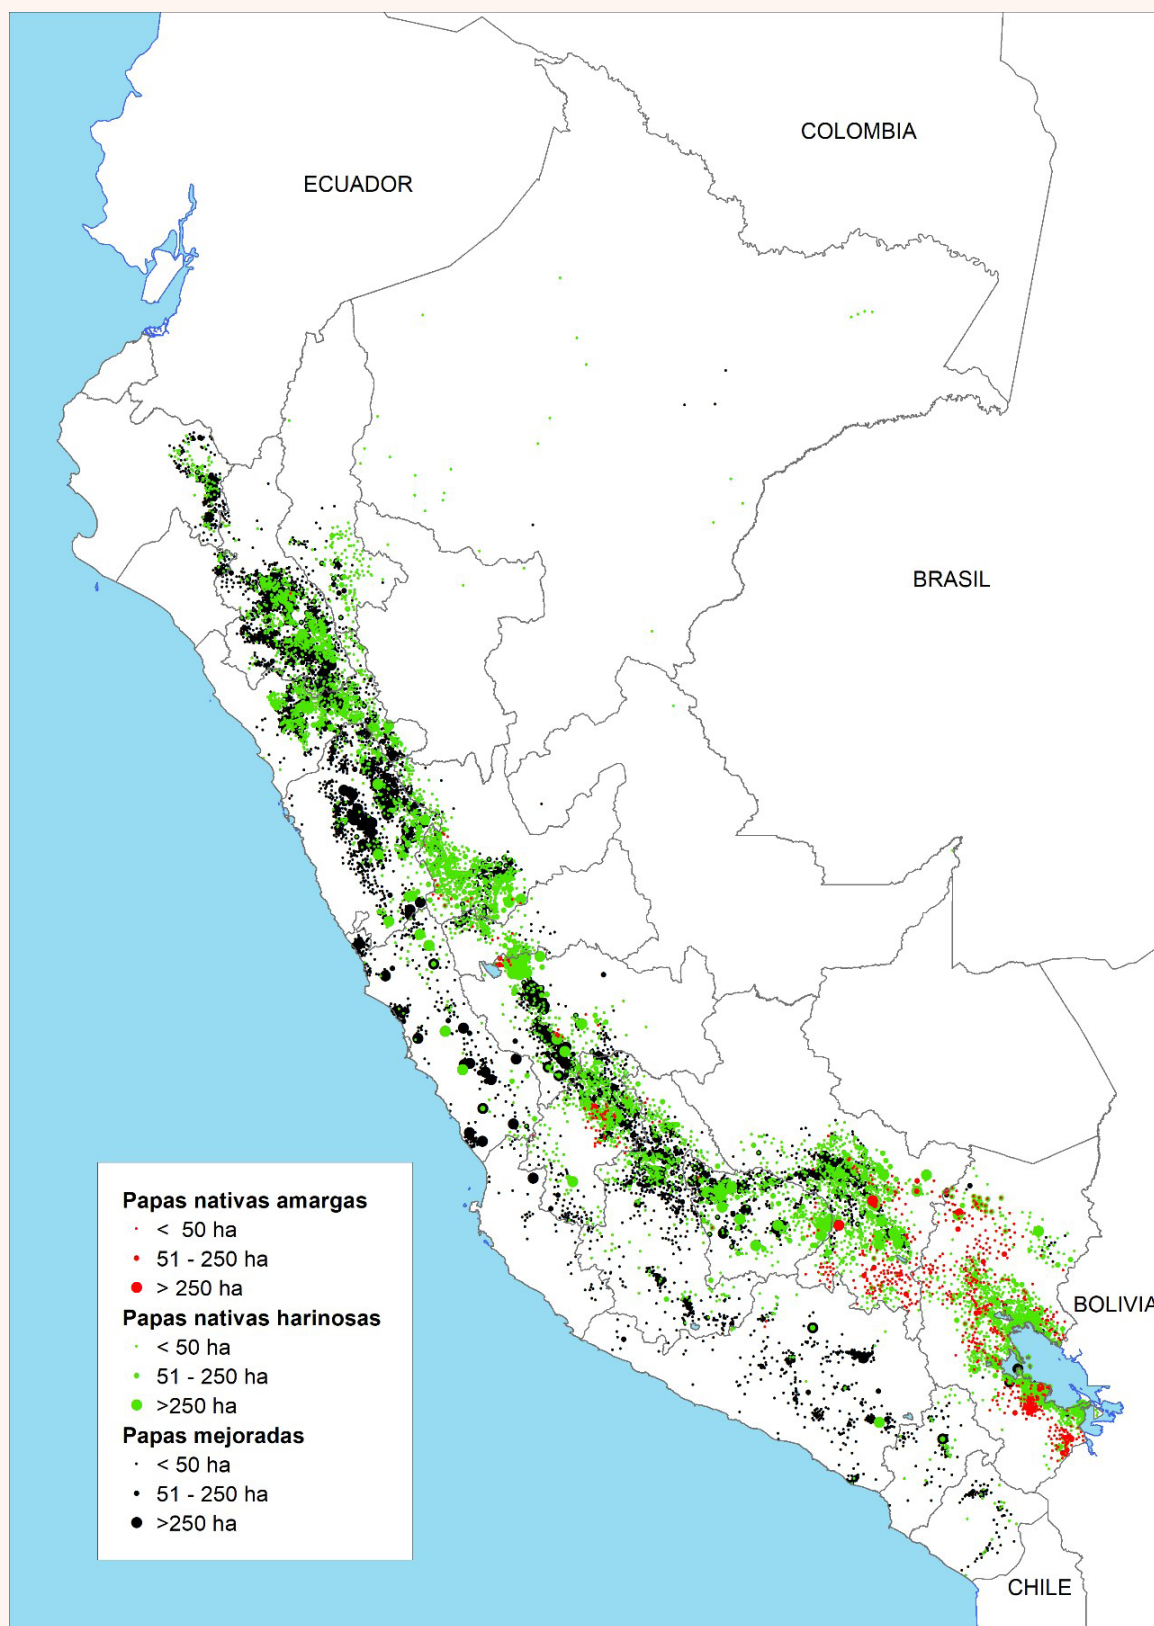 COLOMBIA
ECUADOR
BRASIL
BOLIVIA
CHILE
Papas nativas amargas
< 50 ha
51 - 250 ha
> 250 ha
Papas nativas harinosas
< 50 ha
51 - 250 ha
>250 ha
Papas mejoradas
< 50 ha
51 - 250 ha
>250 ha